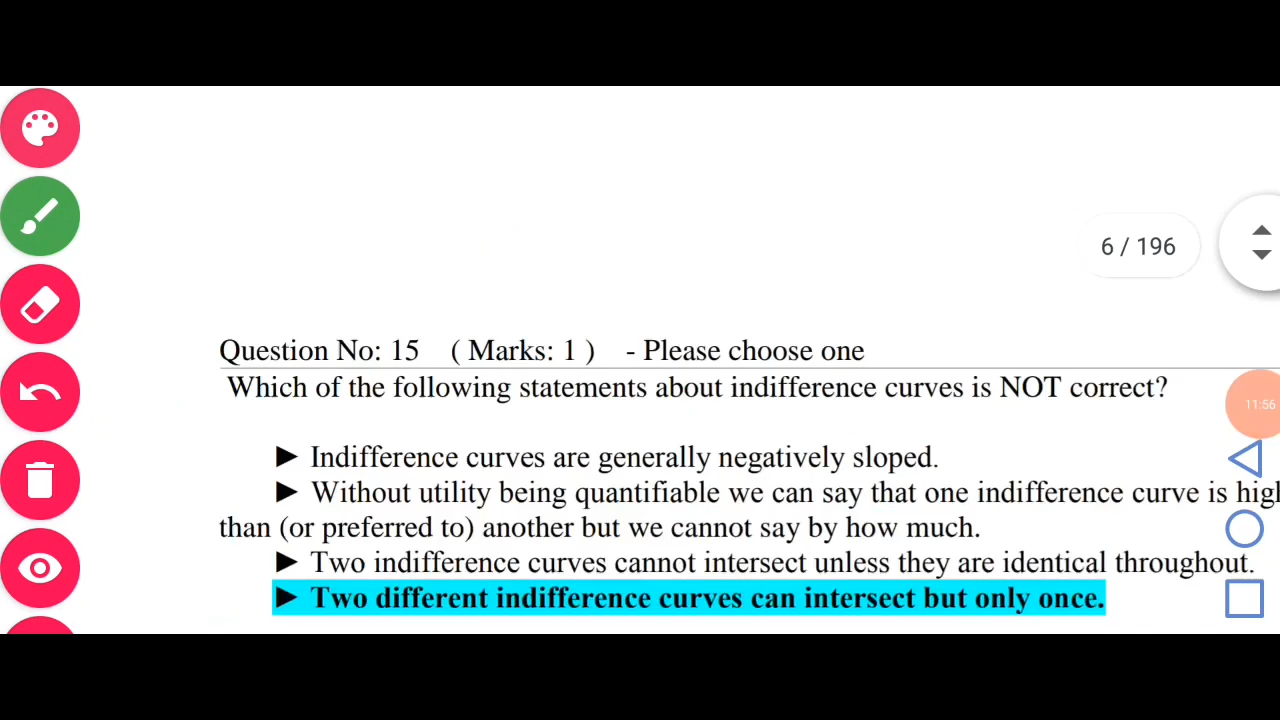 6 / 196
Question No: 15 ( Marks: 1 ) - Please choose one
Which of the following statements about indifference curves is NOT correct?
11:56
► Indifference curves are generally negatively sloped.
► Without utility being quantifiable we can say that one indifference curve is hig
than (or preferred to) another but we cannot say by how much.
► Two indifference curves cannot intersect unless they are identical throughout.
► Two different indifference curves can intersect but only once.